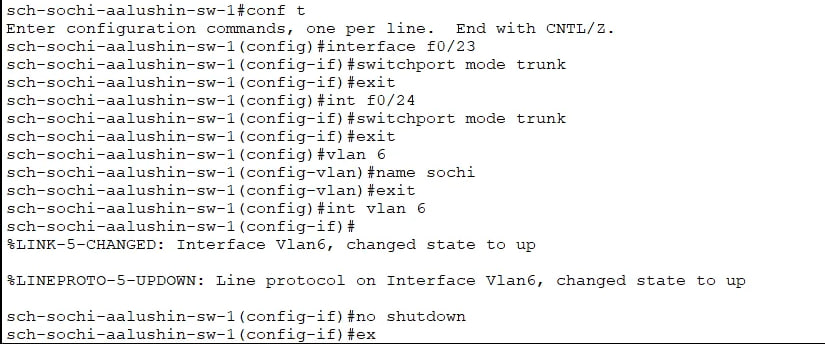 sch-sochi-aalushin-sw-1#conf t
Enter configuration commands, one per line.  End with CNTL/Z.
sch-sochi-aalushin-sw-1(config)#interface f0/23
sch-sochi-aalushin-sw-1(config-if)#switchport mode trunk
sch-sochi-aalushin-sw-1(config-if)#exit
sch-sochi-aalushin-sw-1(config)#int f0/24
sch-sochi-aalushin-sw-1(config-if)#switchport mode trunk
sch-sochi-aalushin-sw-1(config-if)#exit
sch-sochi-aalushin-sw-1(config)#vlan 6
sch-sochi-aalushin-sw-1(config-vlan)#name sochi
sch-sochi-aalushin-sw-1(config-vlan)#exit
sch-sochi-aalushin-sw-1(config)#int vlan 6
sch-sochi-aalushin-sw-1(config-if)#
%LINK-5-CHANGED: Interface Vlan6, changed state to up
%LINEPROTO-5-UPDOWN: Line protocol on Interface Vlan6, changed state to up
sch-sochi-aalushin-sw-1(config-if)#no shutdown
sch-sochi-aalushin-sw-1(config-if)#ex